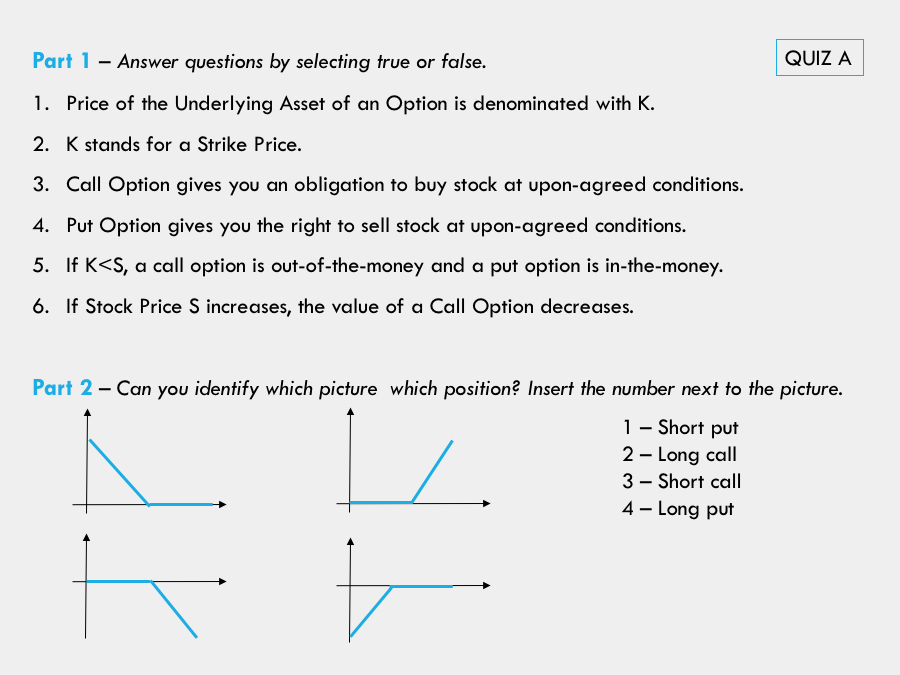 QUIZ A
Part 1 – Answer questions by selecting true or false.
1. Price of the Underlying Asset of an Option is denominated with K.
2. K stands for a Strike Price.
3. Call Option gives you an obligation to buy stock at upon-agreed conditions.
4. Put Option gives you the right to sell stock at upon-agreed conditions.
5. If K<S, a call option is out-of-the-money and a put option is in-the-money.
6. If Stock Price S increases, the value of a Call Option decreases.
Part 2 – Can you identify which picture which position? Insert the number next to the picture.
1 – Short put
2 – Long call
3 – Short call
4 – Long put